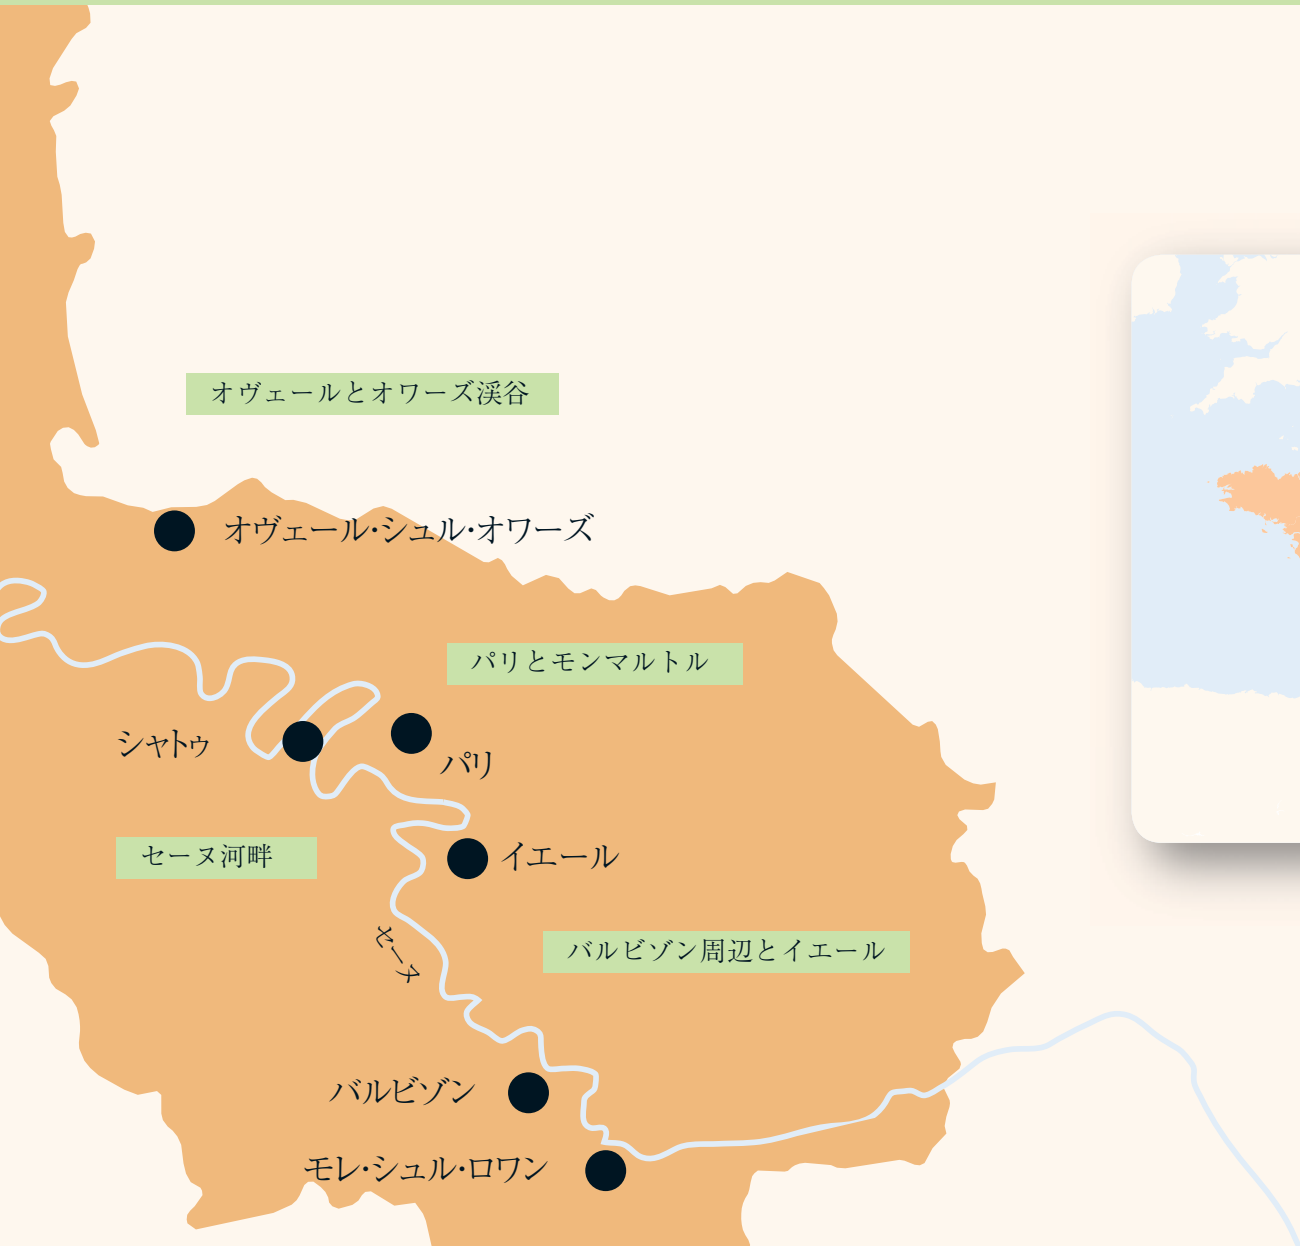 オヴェールとオワーズ渓谷
オヴェール・シュル・オワーズ
パリとモンマルトル
シャトゥ
パリ
セーヌ河畔
イエール
セーヌ
バルビゾン周辺とイエール
バルビゾン
モレ・シュル・ロワン